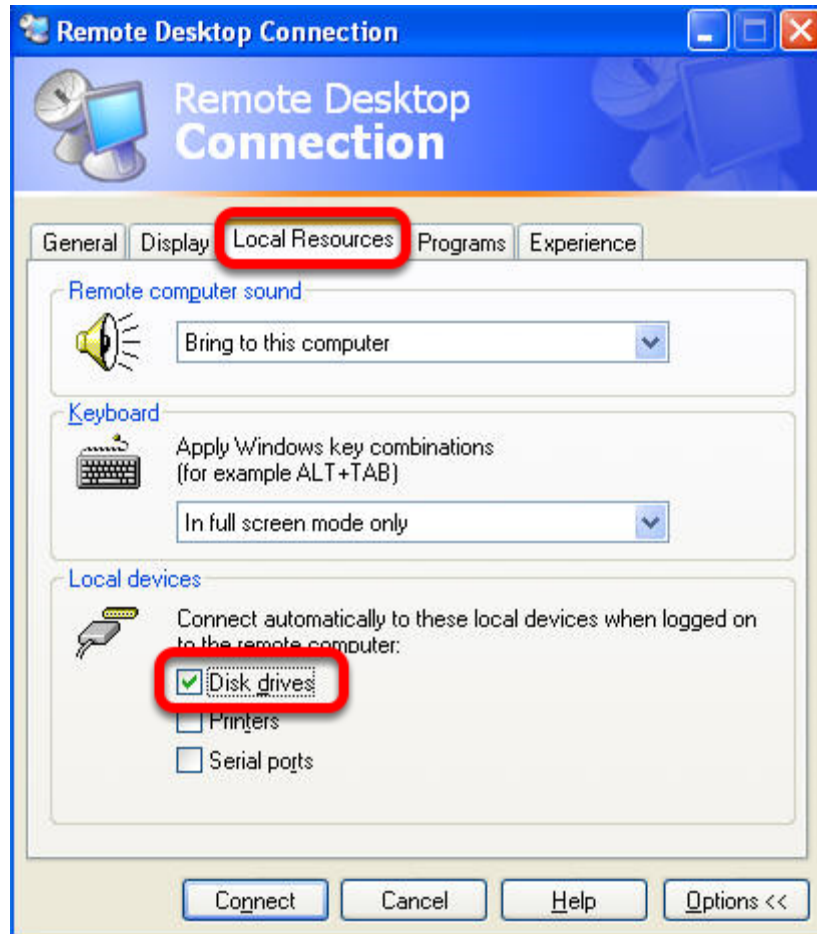 Remote Desktop Connection
Remote Desktop
Connection
General Display Local Resources Programs Experience
Remote computer sound
Bring to this computer
Keyboard
Apply Windows key combinations
(for example ALT+TAB)
In full screen mode only
Local devices
Connect automatically to these local devices when logged on
to the remote computer:
Disk drives
Printers
Serial ports
Connect Cancel Help Options <<